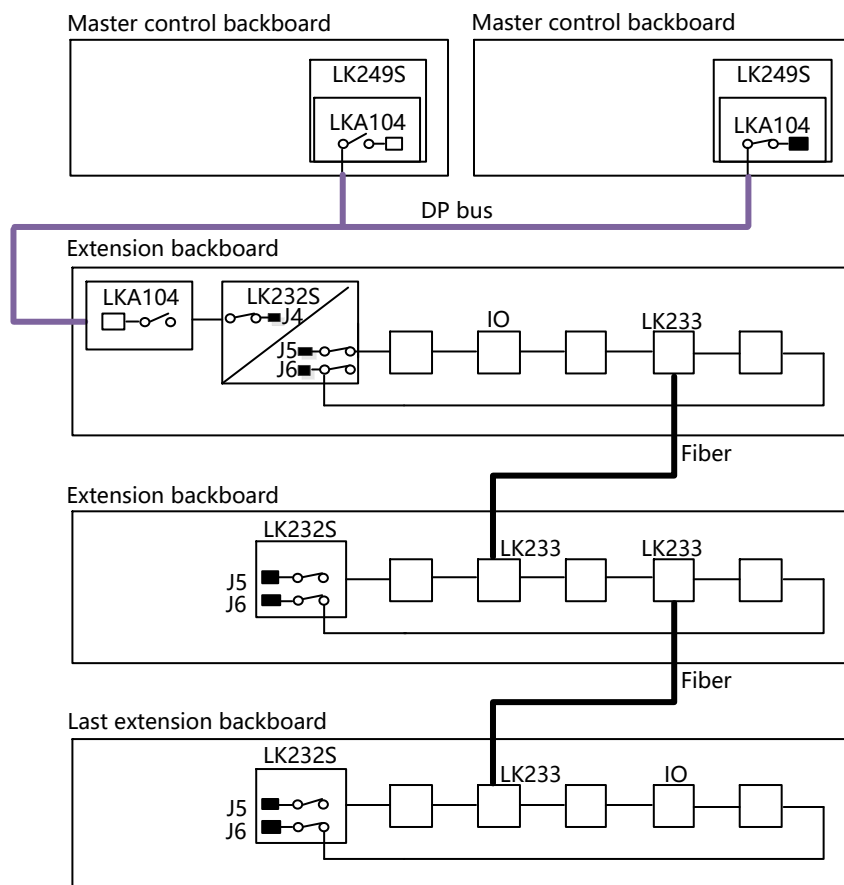 Master control backboard
Master control backboard
LK249S
LKA104
LK249S
LKA104
DP bus
Extension backboard
LKA104
LK232S
J4
J5
J6
IO
LK233
Fiber
Extension backboard
LK232S
J5
J6
LK233
LK233
Fiber
Last extension backboard
LK232S
J5
J6
LK233
IO